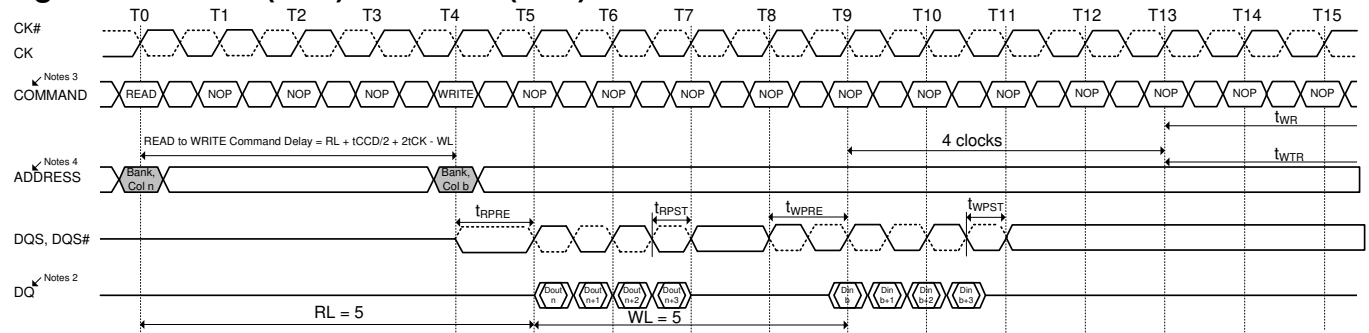 T0 T1 T2 T3 T4 T5 T6 T7 T8 T9 T10 T11 T12 T13 T14 T15
CK#
CK
Notes 3
COMMAND READ NOP NOP NOP WRITE NOP NOP NOP NOP NOP NOP NOP NOP NOP NOP NOP
tWR
READ to WRITE Command Delay = RL + tCCD/2 + 2tCK - WL
4 clocks
tWTR
Notes 4
ADDRESS
Bank, Col n
Bank, Col b
tRPRE tRPST tWPRE tWPST
DQS, DQS#
Notes 2
DQ
Dout n
Dout n+1
Dout n+2
Dout n+3
Din b
Din b+1
Din b+2
Din b+3
RL = 5 WL = 5